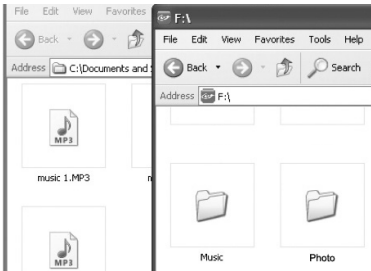 File Edit View Favorites
Back
Address C:\Documents and
MP3
music 1.MP3
MP3
F:\
File Edit View Favorites Tools Help
Back Search
Address F:\
Music Photo